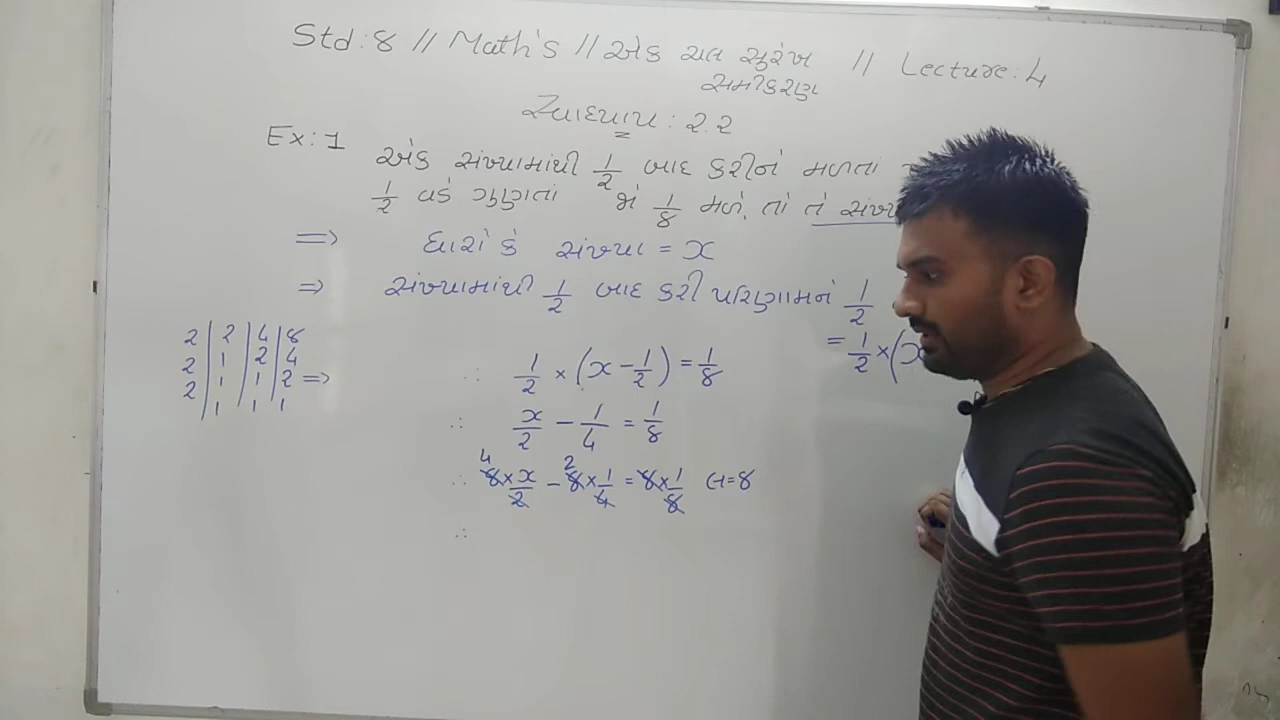 Std:8 // Math's // એક ચલ સુરેખ // Lecture:4
સમીકરણ
સ્વાધ્યાય : ૨.૨
Ex:1 એક સંખ્યામાંથી 1/2 બાદ કરીને મળતા
1/2 વડે ગુણતા જો 1/8 મળે, તો તે સંખ્
=> ધારો કે સંખ્યા = x
=> સંખ્યામાંથી 1/2 બાદ કરી પરિણામને 1/2
= 1/2 × (x
2 | 2 | 4 | 8
2 | 1 | 2 | 4
2 | 1 | 1 | 2 =>
1 | 1 | 1
∴ 1/2 × (x - 1/2) = 1/8
∴ x/2 - 1/4 = 1/8
∴ 4 8 × x/2 - 2 8 × 1/4 = 8 × 1/8 લ=8
∴